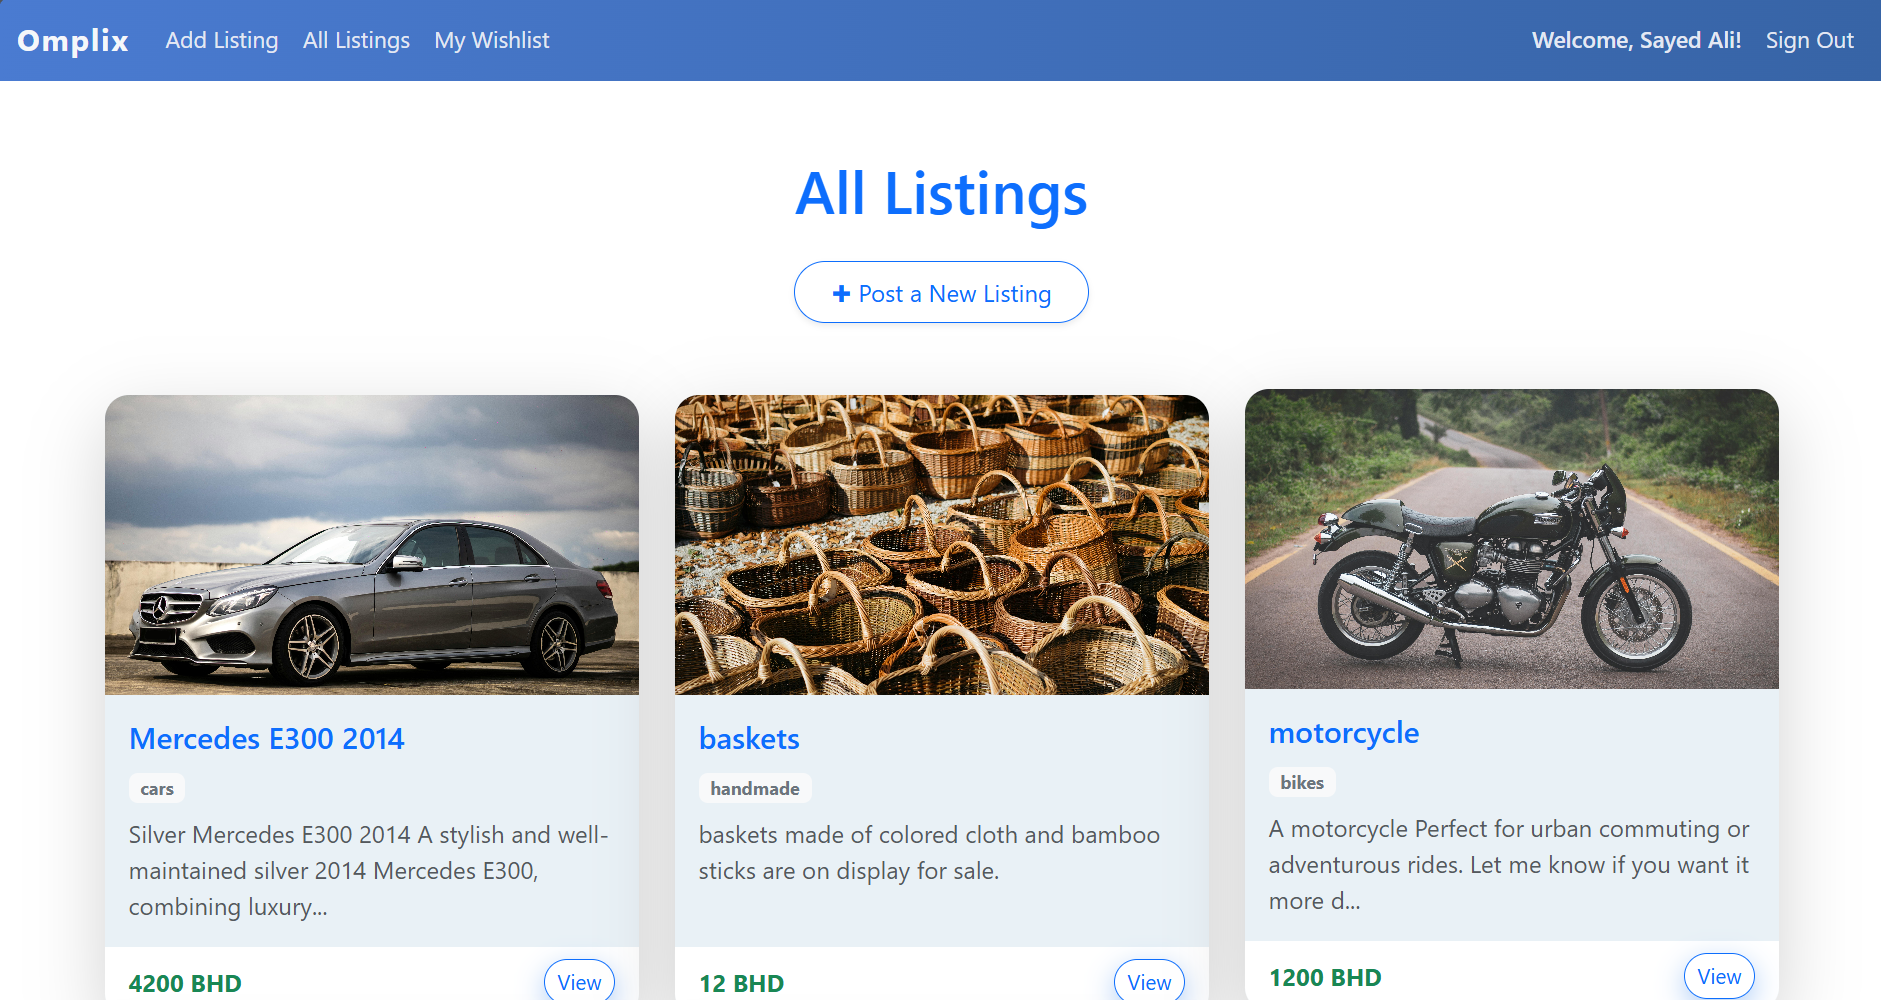 Omplix Add Listing All Listings My Wishlist Welcome, Sayed Ali! Sign Out
All Listings
+ Post a New Listing
Mercedes E300 2014
cars
Silver Mercedes E300 2014 A stylish and well-
maintained silver 2014 Mercedes E300,
combining luxury...
4200 BHD View
baskets
handmade
baskets made of colored cloth and bamboo
sticks are on display for sale.
12 BHD View
motorcycle
bikes
A motorcycle Perfect for urban commuting or
adventurous rides. Let me know if you want it
more d...
1200 BHD View